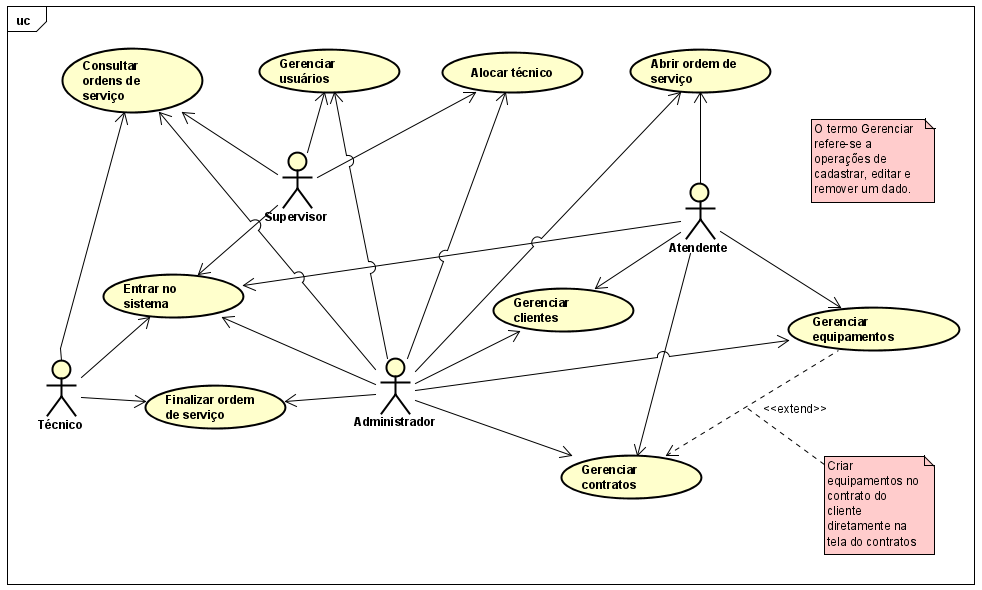 uc
Consultar
ordens de
serviço
Gerenciar
usuários
Alocar técnico
Abrir ordem de
serviço
O termo Gerenciar
refere-se a
operações de
cadastrar, editar e
remover um dado.
Supervisor
Atendente
Entrar no
sistema
Gerenciar
clientes
Gerenciar
equipamentos
Técnico
Finalizar ordem
de serviço
Administrador
<<extend>>
Gerenciar
contratos
Criar
equipamentos no
contrato do
cliente
diretamente na
tela do contratos